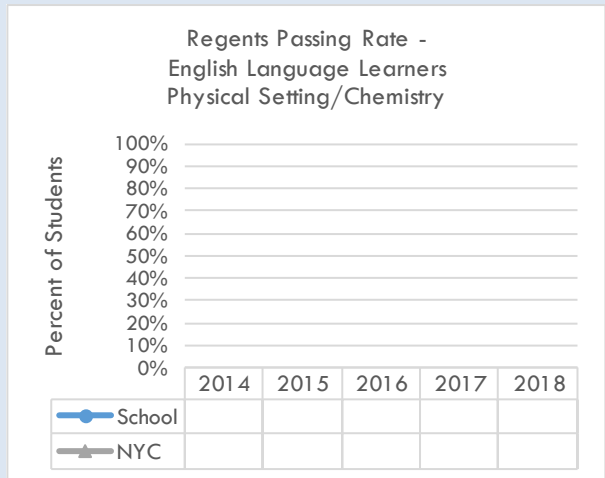 Regents Passing Rate -
English Language Learners
Physical Setting/Chemistry
Percent of Students
100%
90%
80%
70%
60%
50%
40%
30%
20%
10%
0%
2014 2015 2016 2017 2018
School
NYC